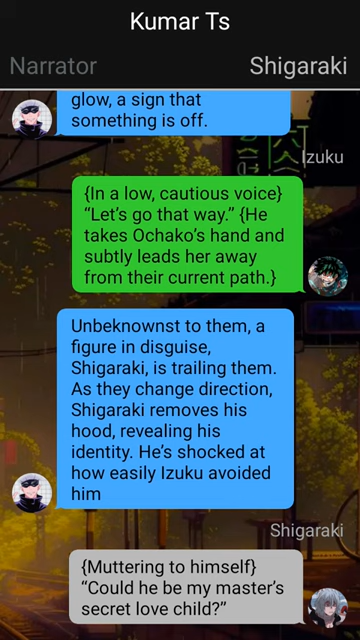 Kumar Ts
Narrator
Shigaraki
glow, a sign that
something is off.
Izuku
{In a low, cautious voice}
“Let’s go that way.” {He
takes Ochako’s hand and
subtly leads her away
from their current path.}
Unbeknownst to them, a
figure in disguise,
Shigaraki, is trailing them.
As they change direction,
Shigaraki removes his
hood, revealing his
identity. He’s shocked at
how easily Izuku avoided
him
Shigaraki
{Muttering to himself}
“Could he be my master’s
secret love child?”